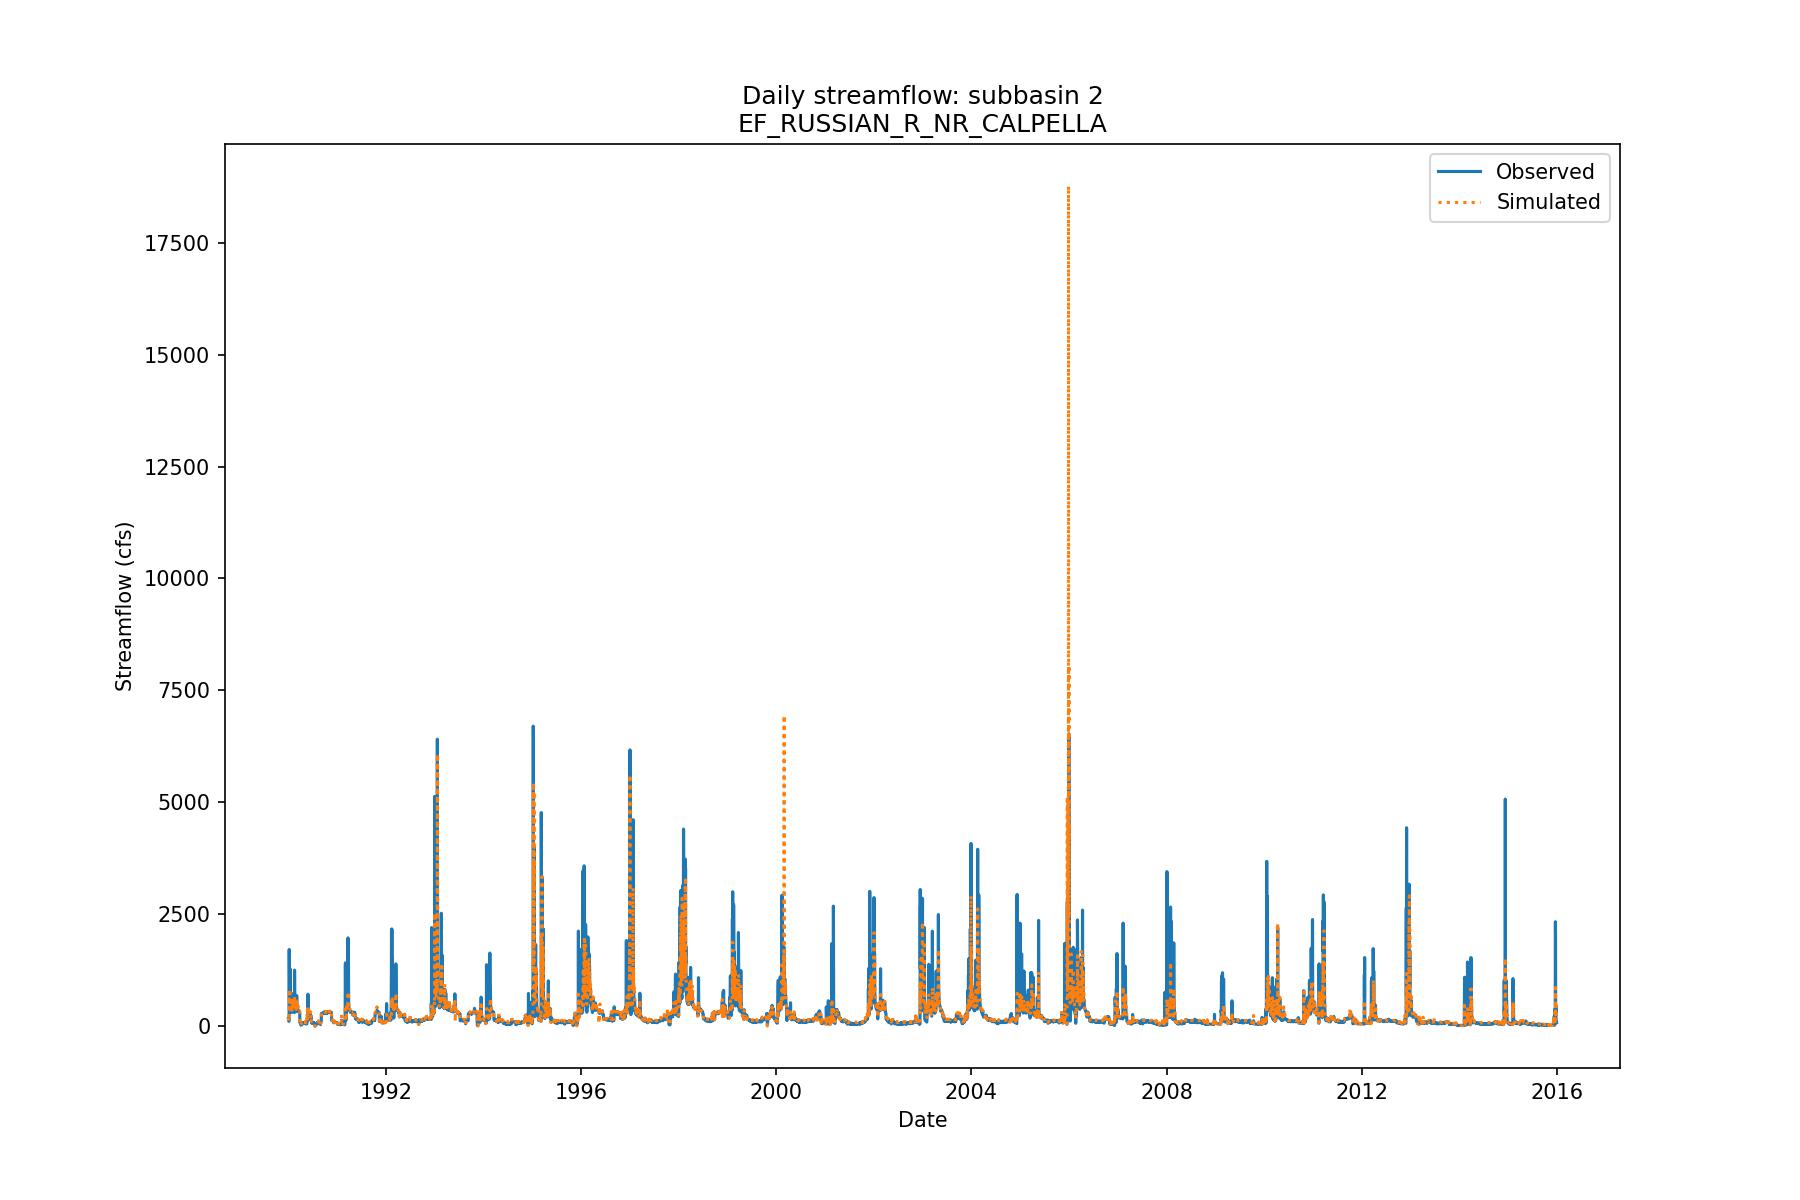 Daily streamflow: subbasin 2
EF_RUSSIAN_R_NR_CALPELLA
Observed
Simulated
17500
15000
12500
10000
7500
5000
2500
0
Streamflow (cfs)
1992 1996 2000 2004 2008 2012 2016
Date